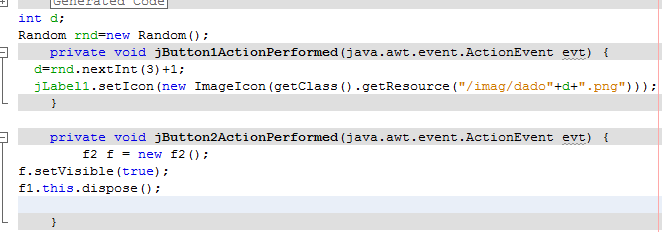 Generated Code
int d;
Random rnd=new Random();
private void jButton1ActionPerformed(java.awt.event.ActionEvent evt) {
d=rnd.nextInt(3)+1;
jLabel1.setIcon(new ImageIcon(getClass().getResource("/imag/dado"+d+".png")));
}
private void jButton2ActionPerformed(java.awt.event.ActionEvent evt) {
f2 f = new f2();
f.setVisible(true);
f1.this.dispose();
}